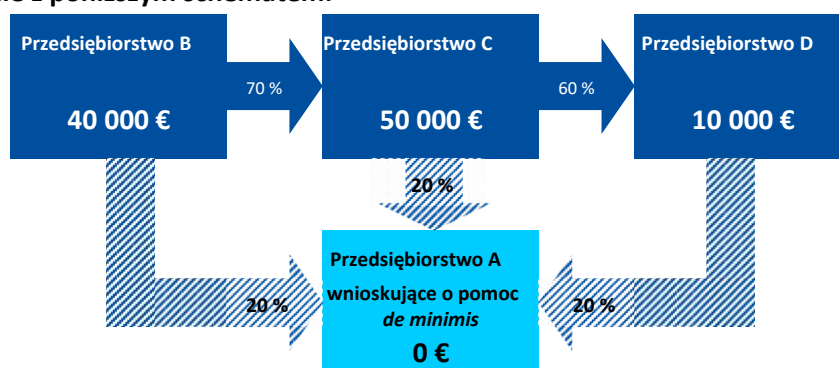 Przedsiębiorstwo B
Przedsiębiorstwo C
Przedsiębiorstwo D
70 %
60 %
40 000 €
50 000 €
10 000 €
20 %
Przedsiębiorstwo A
wnioskujące o pomoc
20 %
20 %
de minimis
0 €